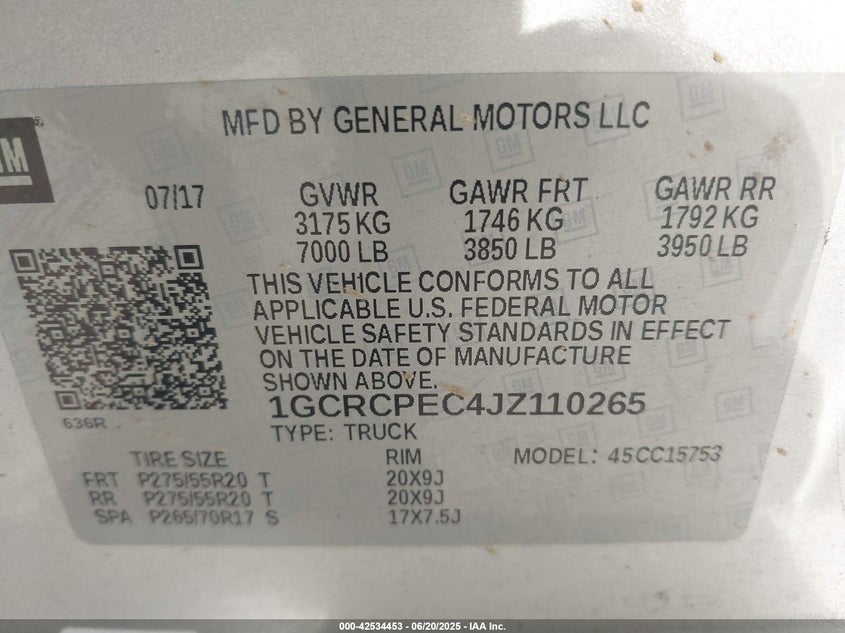 MFD BY GENERAL MOTORS LLC
GM
07/17 GVWR GAWR FRT GAWR RR
3175 KG 1746 KG 1792 KG
7000 LB 3850 LB 3950 LB
THIS VEHICLE CONFORMS TO ALL
APPLICABLE U.S. FEDERAL MOTOR
VEHICLE SAFETY STANDARDS IN EFFECT
ON THE DATE OF MANUFACTURE
SHOWN ABOVE.
1GCRCPEC4JZ110265
636R
TYPE: TRUCK
TIRE SIZE RIM MODEL: 45CC15753
FRT P275/55R20 T 20X9J
RR P275/55R20 T 20X9J
SPA P265/70R17 S 17X7.5J
000-42534453 - 06/20/2025 - IAA Inc.